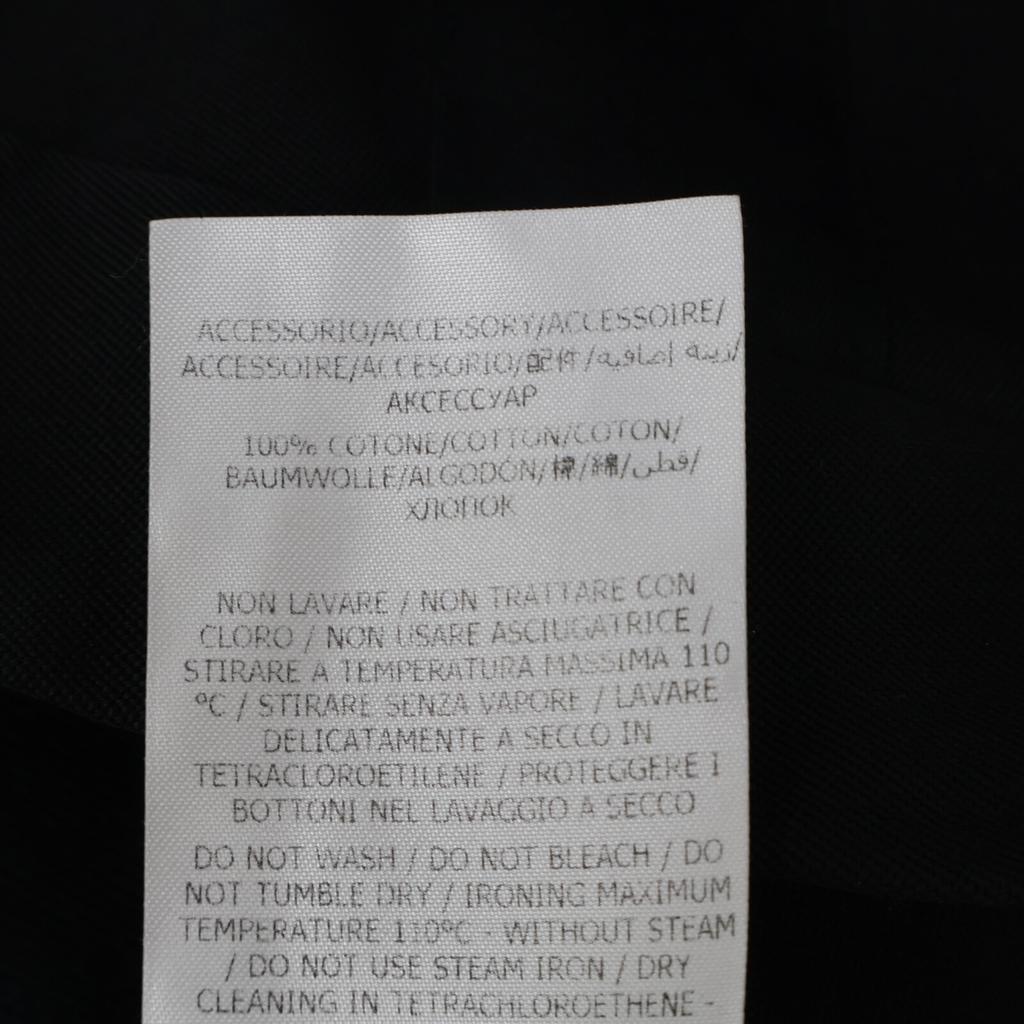 ACCESSORIO/ACCESSORY/ACCESSOIRE/
ACCESSOIRE/ACCESORIO/配件/زينة إضافية/
АКСЕССУАР
100% COTONE/COTTON/COTON/
BAUMWOLLE/ALGODÓN/棉/綿/قطن/
ХЛОПОК
NON LAVARE / NON TRATTARE CON
CLORO / NON USARE ASCIUGATRICE /
STIRARE A TEMPERATURA MASSIMA 110
°C / STIRARE SENZA VAPORE / LAVARE
DELICATAMENTE A SECCO IN
TETRACLOROETILENE / PROTEGGERE I
BOTTONI NEL LAVAGGIO A SECCO
DO NOT WASH / DO NOT BLEACH / DO
NOT TUMBLE DRY / IRONING MAXIMUM
TEMPERATURE 110°C - WITHOUT STEAM
/ DO NOT USE STEAM IRON / DRY
CLEANING IN TETRACHLOROETHENE -